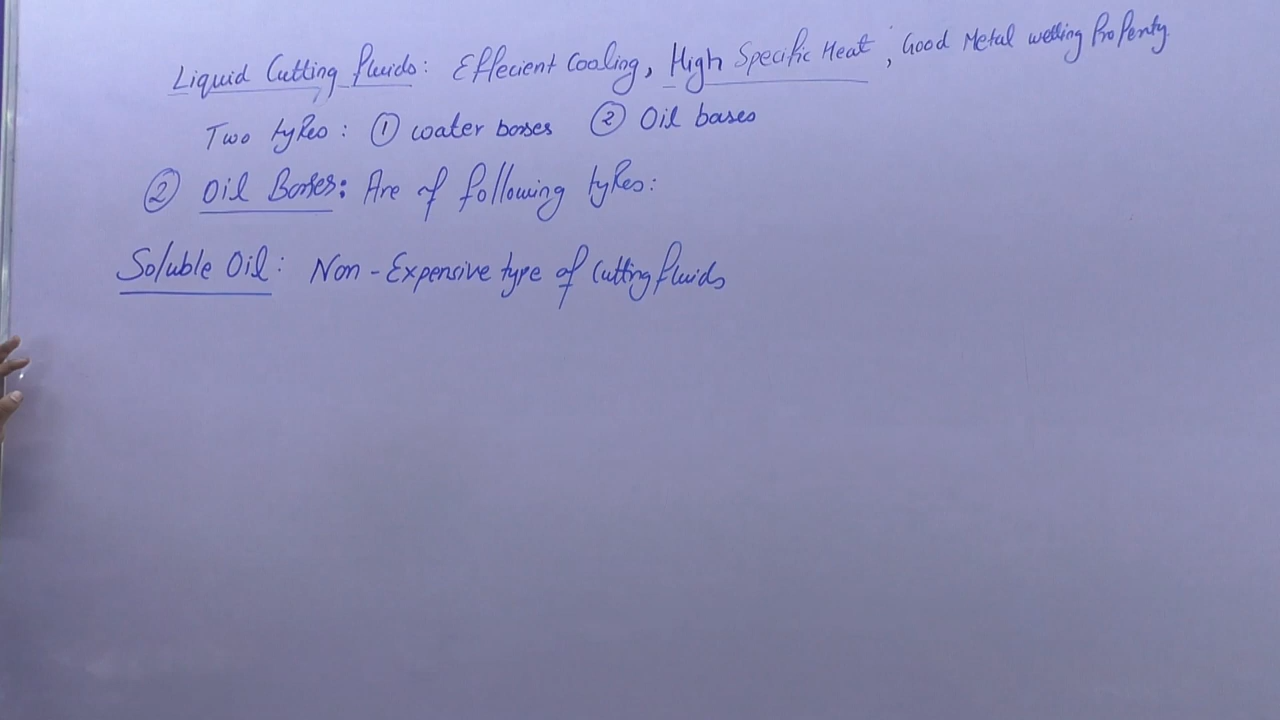 Liquid Cutting fluids: Effecient Cooling, High Specific Heat, Good Metal wetting Property
Two types: ① water bases ② Oil bases
② Oil Bases: Are of following types:
Soluble Oil: Non-Expensive type of Cutting fluids